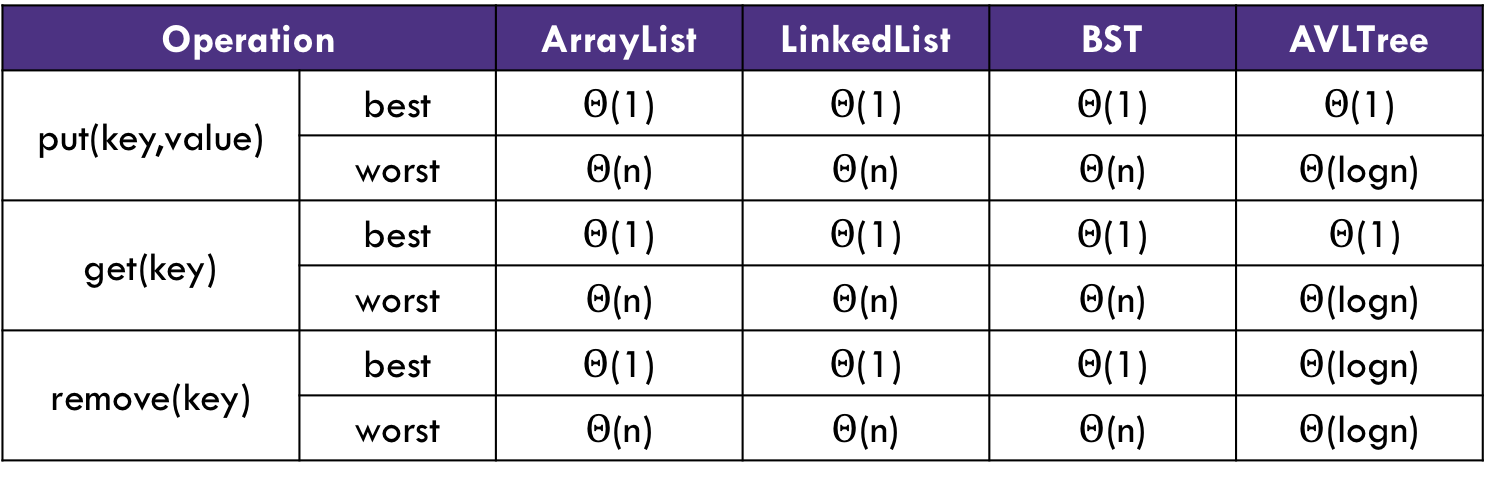 Operation ArrayList LinkedList BST AVLTree
put(key,value) best Θ(1) Θ(1) Θ(1) Θ(1)
worst Θ(n) Θ(n) Θ(n) Θ(logn)
get(key) best Θ(1) Θ(1) Θ(1) Θ(1)
worst Θ(n) Θ(n) Θ(n) Θ(logn)
remove(key) best Θ(1) Θ(1) Θ(1) Θ(logn)
worst Θ(n) Θ(n) Θ(n) Θ(logn)